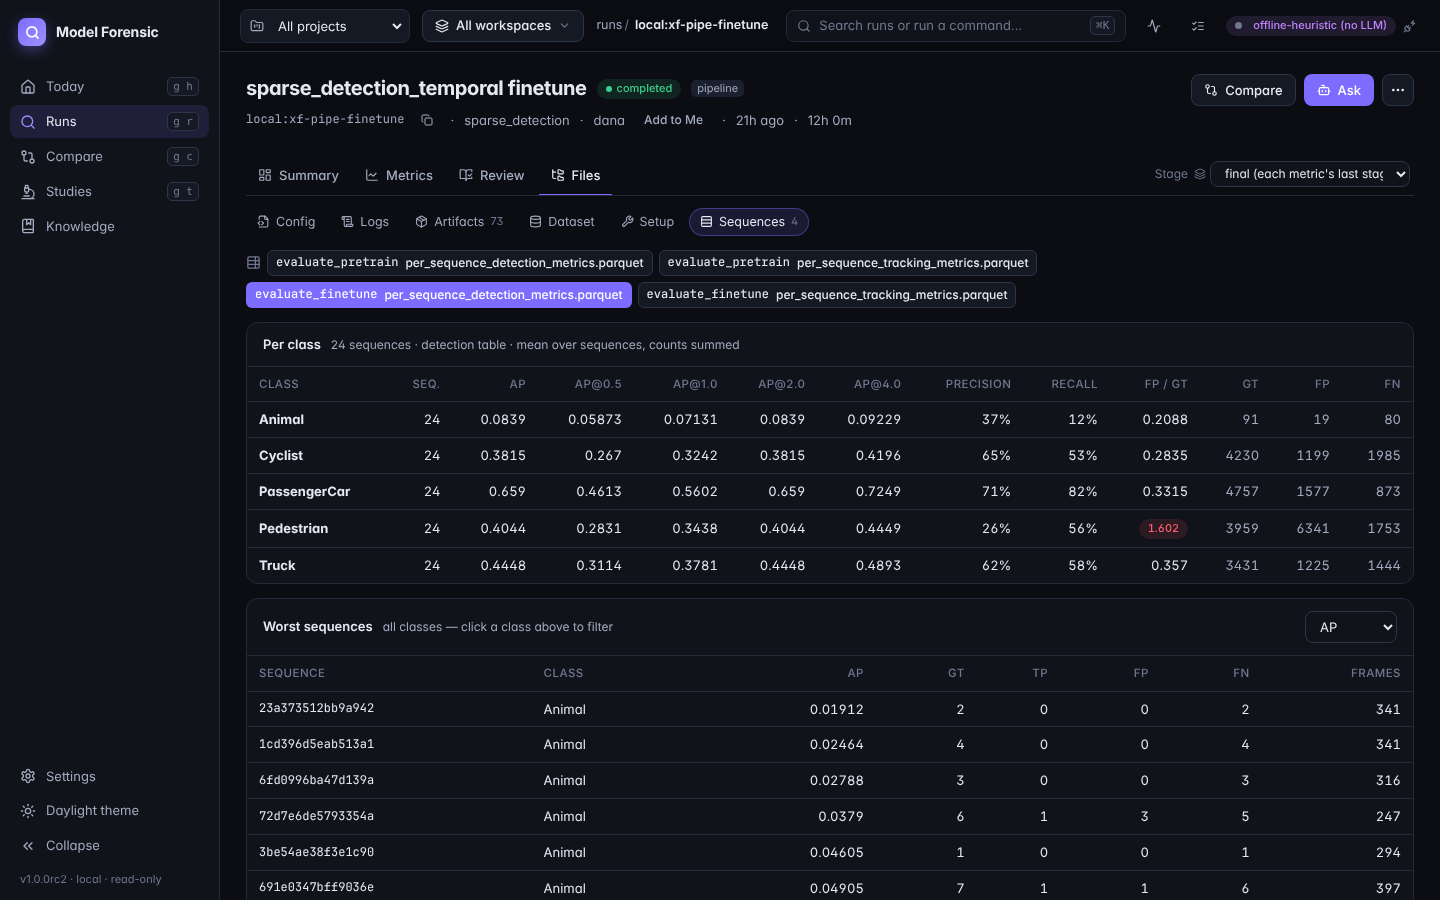 Model Forensic
All projects
All workspaces
runs / local:xf-pipe-finetune
Search runs or run a command...
⌘K
offline-heuristic (no LLM)
Today
g h
Runs
g r
Compare
g c
Studies
g t
Knowledge
sparse_detection_temporal finetune
completed
pipeline
Compare
Ask
local:xf-pipe-finetune · sparse_detection · dana Add to Me · 21h ago · 12h 0m
Summary
Metrics
Review
Files
Stage
final (each metric's last stag
Config
Logs
Artifacts 73
Dataset
Setup
Sequences 4
evaluate_pretrain per_sequence_detection_metrics.parquet
evaluate_pretrain per_sequence_tracking_metrics.parquet
evaluate_finetune per_sequence_detection_metrics.parquet
evaluate_finetune per_sequence_tracking_metrics.parquet
Per class 24 sequences · detection table · mean over sequences, counts summed
CLASS SEQ. AP AP@0.5 AP@1.0 AP@2.0 AP@4.0 PRECISION RECALL FP / GT GT FP FN
Animal 24 0.0839 0.05873 0.07131 0.0839 0.09229 37% 12% 0.2088 91 19 80
Cyclist 24 0.3815 0.267 0.3242 0.3815 0.4196 65% 53% 0.2835 4230 1199 1985
PassengerCar 24 0.659 0.4613 0.5602 0.659 0.7249 71% 82% 0.3315 4757 1577 873
Pedestrian 24 0.4044 0.2831 0.3438 0.4044 0.4449 26% 56% 1.602 3959 6341 1753
Truck 24 0.4448 0.3114 0.3781 0.4448 0.4893 62% 58% 0.357 3431 1225 1444
Worst sequences all classes — click a class above to filter
AP
SEQUENCE CLASS AP GT TP FP FN FRAMES
23a373512bb9a942 Animal 0.01912 2 0 0 2 341
1cd396d5eab513a1 Animal 0.02464 4 0 0 4 341
6fd0996ba47d139a Animal 0.02788 3 0 0 3 316
72d7e6de5793354a Animal 0.0379 6 1 3 5 247
3be54ae38f3e1c90 Animal 0.04605 1 0 0 1 294
691e0347bff9036e Animal 0.04905 7 1 1 6 397
Settings
Daylight theme
Collapse
v1.0.0rc2 · local · read-only